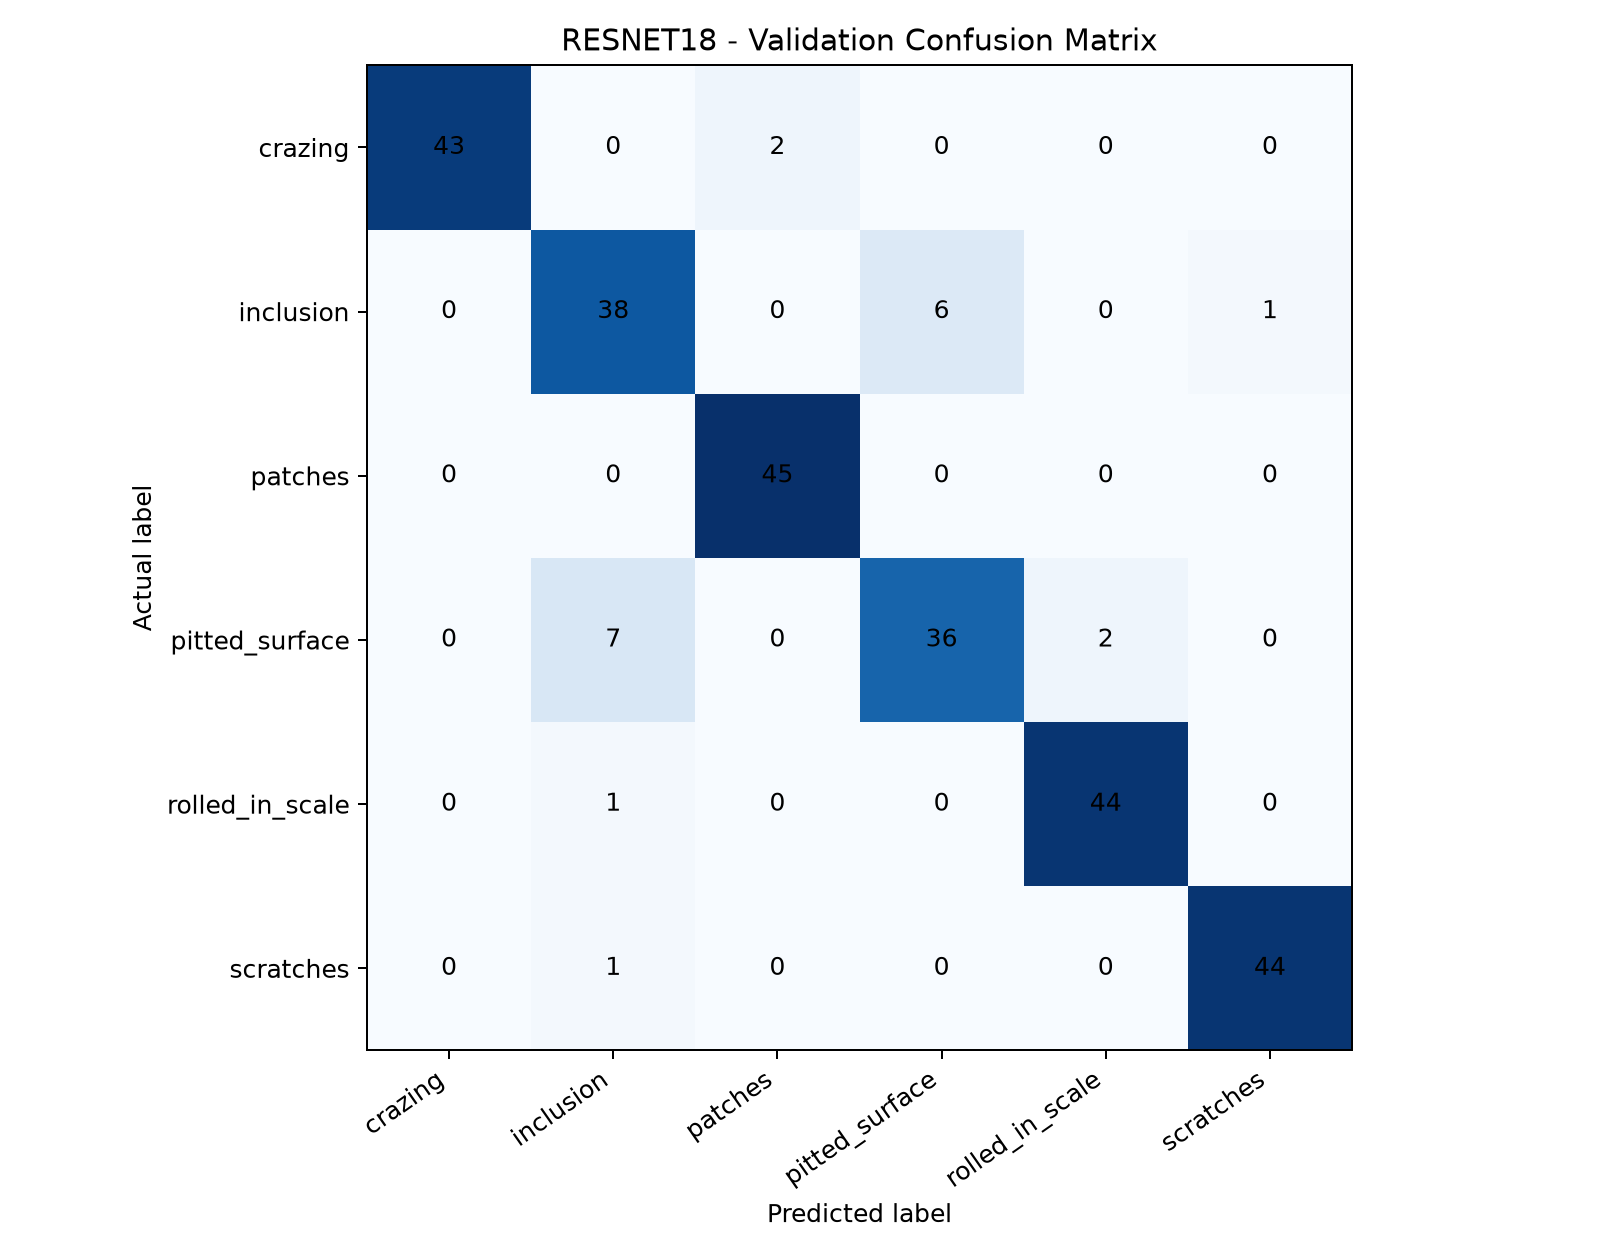 RESNET18 - Validation Confusion Matrix
crazing 43 0 2 0 0 0
inclusion 0 38 0 6 0 1
patches 0 0 45 0 0 0
Actual label
pitted_surface 0 7 0 36 2 0
rolled_in_scale 0 1 0 0 44 0
scratches 0 1 0 0 0 44
crazing inclusion patches pitted_surface rolled_in_scale scratches
Predicted label